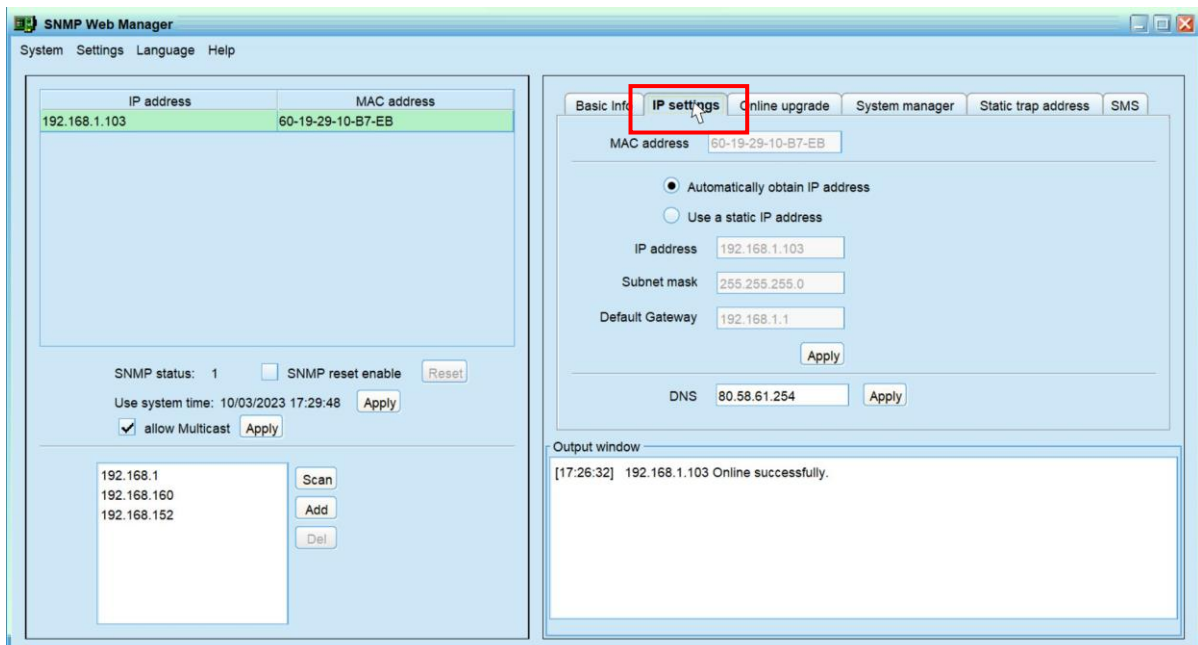 SNMP Web Manager
System Settings Language Help
IP address MAC address
192.168.1.103 60-19-29-10-B7-EB
SNMP status: 1 SNMP reset enable Reset
Use system time: 10/03/2023 17:29:48 Apply
allow Multicast Apply
192.168.1
192.168.160
192.168.152
Scan
Add
Del
Basic Info IP settings Online upgrade System manager Static trap address SMS
MAC address 60-19-29-10-B7-EB
Automatically obtain IP address
Use a static IP address
IP address 192.168.1.103
Subnet mask 255.255.255.0
Default Gateway 192.168.1.1
Apply
DNS 80.58.61.254 Apply
Output window
[17:26:32] 192.168.1.103 Online successfully.